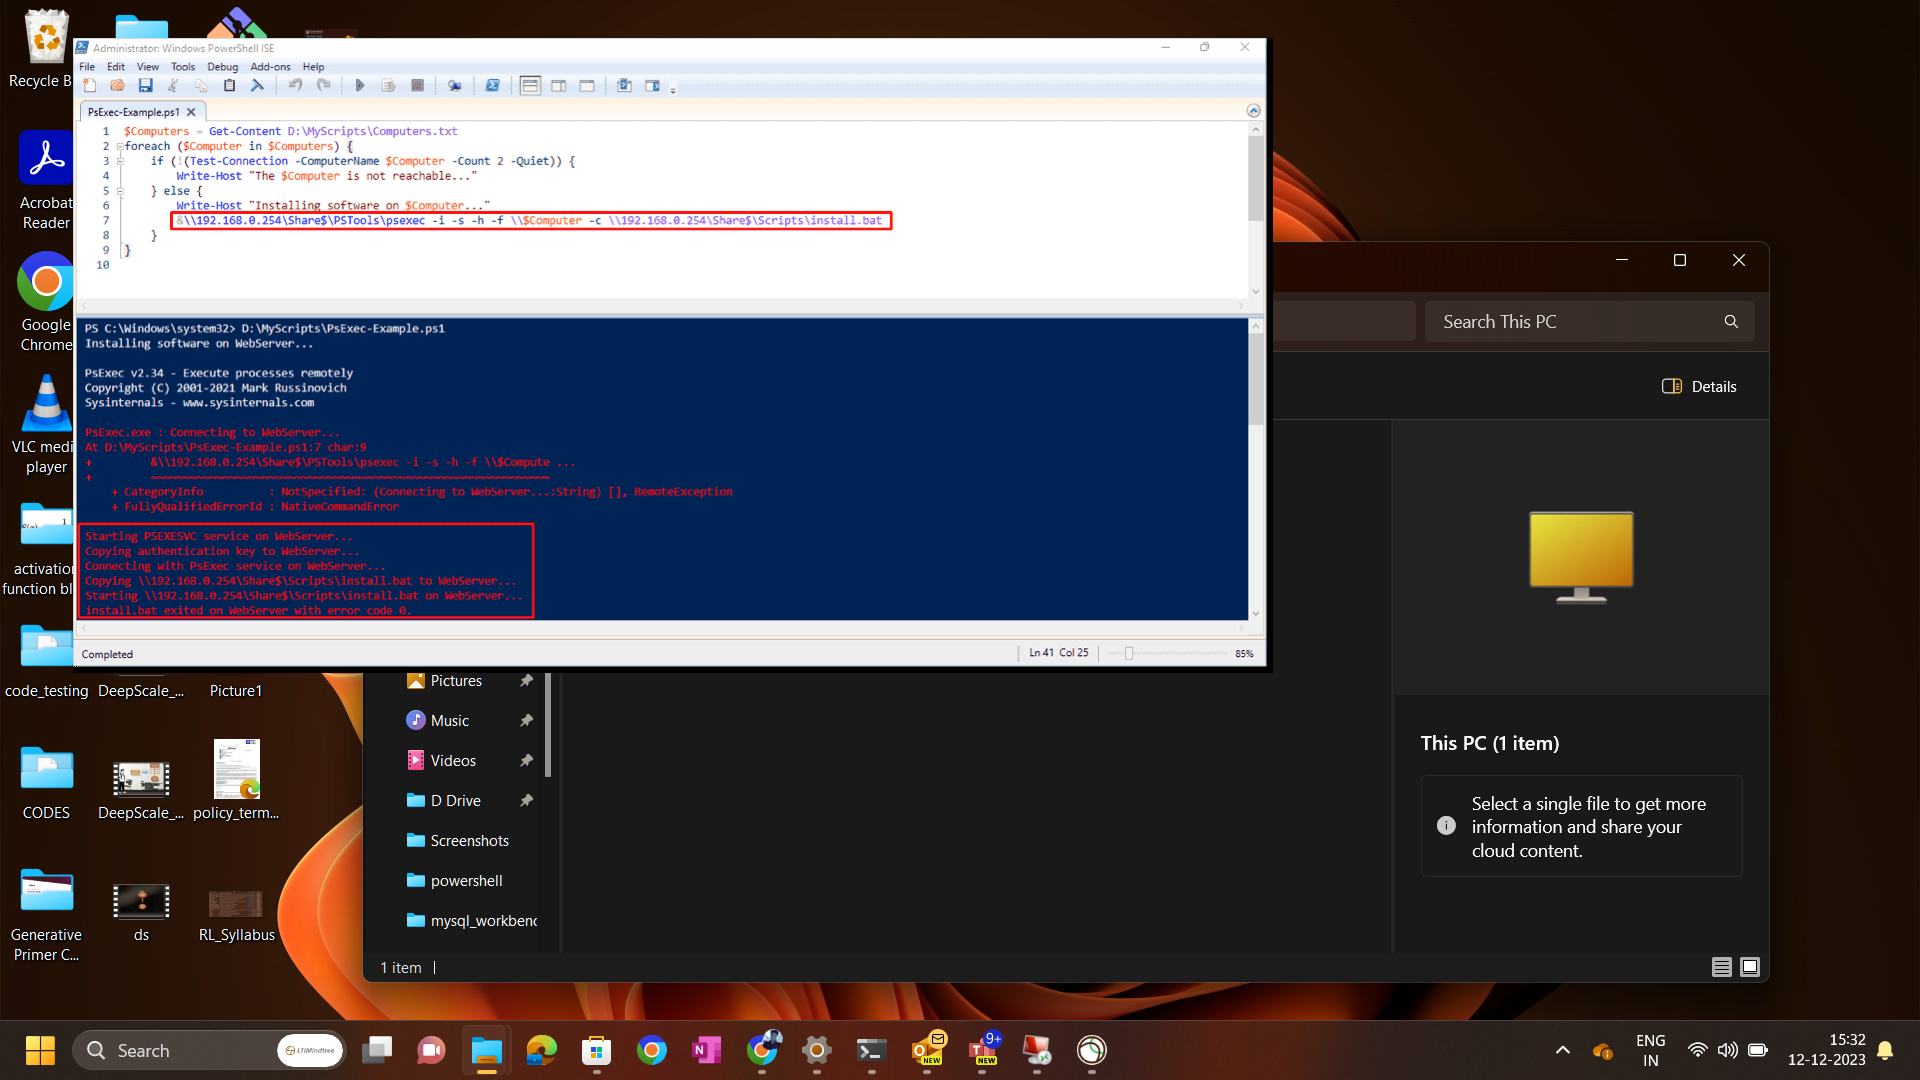 Recycle B
Acrobat
Reader
Google
Chrome
VLC medi
player
activation
function bl
code_testing
DeepScale_...
Picture1
CODES
DeepScale_...
policy_term...
Generative
Primer C...
ds
RL_Syllabus
Administrator: Windows PowerShell ISE
File Edit View Tools Debug Add-ons Help
PsExec-Example.ps1
1 $Computers = Get-Content D:\MyScripts\Computers.txt
2 foreach ($Computer in $Computers) {
3 if (!(Test-Connection -ComputerName $Computer -Count 2 -Quiet)) {
4 Write-Host "The $Computer is not reachable..."
5 } else {
6 Write-Host "Installing software on $Computer..."
7 &\\192.168.0.254\Share$\PSTools\psexec -i -s -h -f \\$Computer -c \\192.168.0.254\Share$\Scripts\install.bat
8 }
9 }
10
PS C:\Windows\system32> D:\MyScripts\PsExec-Example.ps1
Installing software on WebServer...
PsExec v2.34 - Execute processes remotely
Copyright (C) 2001-2021 Mark Russinovich
Sysinternals - www.sysinternals.com
PsExec.exe : Connecting to WebServer...
At D:\MyScripts\PsExec-Example.ps1:7 char:9
+ &\\192.168.0.254\Share$\PSTools\psexec -i -s -h -f \\$Compute ...
+ ~~~~~~~~~~~~~~~~~~~~~~~~~~~~~~~~~~~~~~~~~~~~~~~~~~~~~~~~~~~~~
+ CategoryInfo : NotSpecified: (Connecting to WebServer...:String) [], RemoteException
+ FullyQualifiedErrorId : NativeCommandError
Starting PSEXESVC service on WebServer...
Copying authentication key to WebServer...
Connecting with PsExec service on WebServer...
Copying \\192.168.0.254\Share$\Scripts\install.bat to WebServer...
Starting \\192.168.0.254\Share$\Scripts\install.bat on WebServer...
install.bat exited on WebServer with error code 0.
Completed
Ln 41 Col 25
85%
Search This PC
Details
Pictures
Music
Videos
D Drive
Screenshots
powershell
mysql_workbenc
This PC (1 item)
Select a single file to get more
information and share your
cloud content.
1 item
Search
LTIMindtree
NEW
9+
NEW
ENG
IN
15:32
12-12-2023